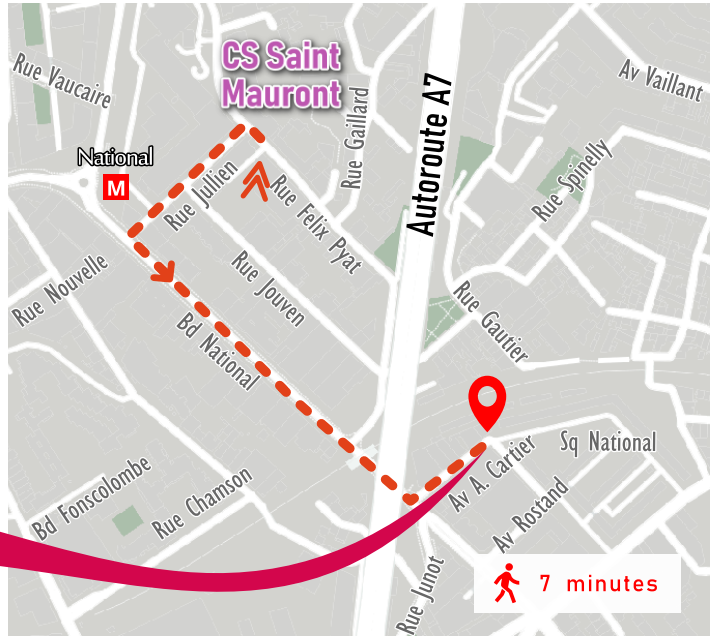 CS Saint
Mauront
Rue Vaucaire
Av Vaillant
Autoroute A7
Rue Gaillard
National
M
Rue Jullien
Rue Spinelly
Rue Felix Pyat
Rue Nouvelle
Rue Jouven
Rue Gautier
Bd National
Sq National
Av A. Cartier
Bd Fonscolombe
Rue Chamson
Av Rostand
Rue Junot
7 minutes